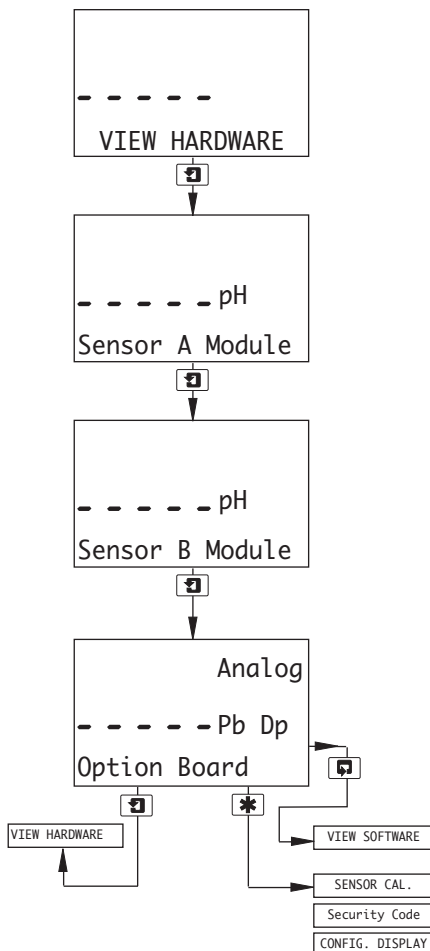 - - - - -
VIEW HARDWARE
- - - - - pH
Sensor A Module
- - - - - pH
Sensor B Module
Analog
- - - - - Pb Dp
Option Board
VIEW HARDWARE
VIEW SOFTWARE
SENSOR CAL.
Security Code
CONFIG. DISPLAY